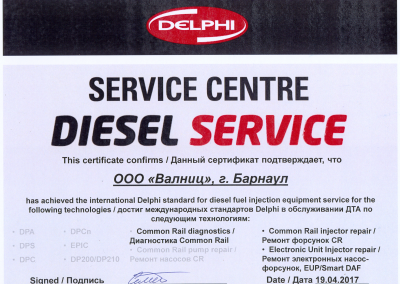 DELPHI
SERVICE CENTRE
DIESEL SERVICE
This certificate confirms / Данный сертификат подтверждает, что
ООО «Валниц», г. Барнаул
has achieved the international Delphi standard for diesel fuel injection equipment service for the
following technologies / достиг международных стандартов Delphi в обслуживании ДТА по
следующим технологиям:
• DPA
• DPS
• DPC
• DPCn
• EPIC
• DP200/DP210
• Common Rail diagnostics /
Диагностика Common Rail
• Common Rail pump repair /
Ремонт насосов CR
• Common Rail injector repair /
Ремонт форсунок CR
• Electronic Unit Injector repair /
Ремонт электронных насос-
форсунок, EUP/Smart DAF
Signed / Подпись
Date / Дата 19.04.2017